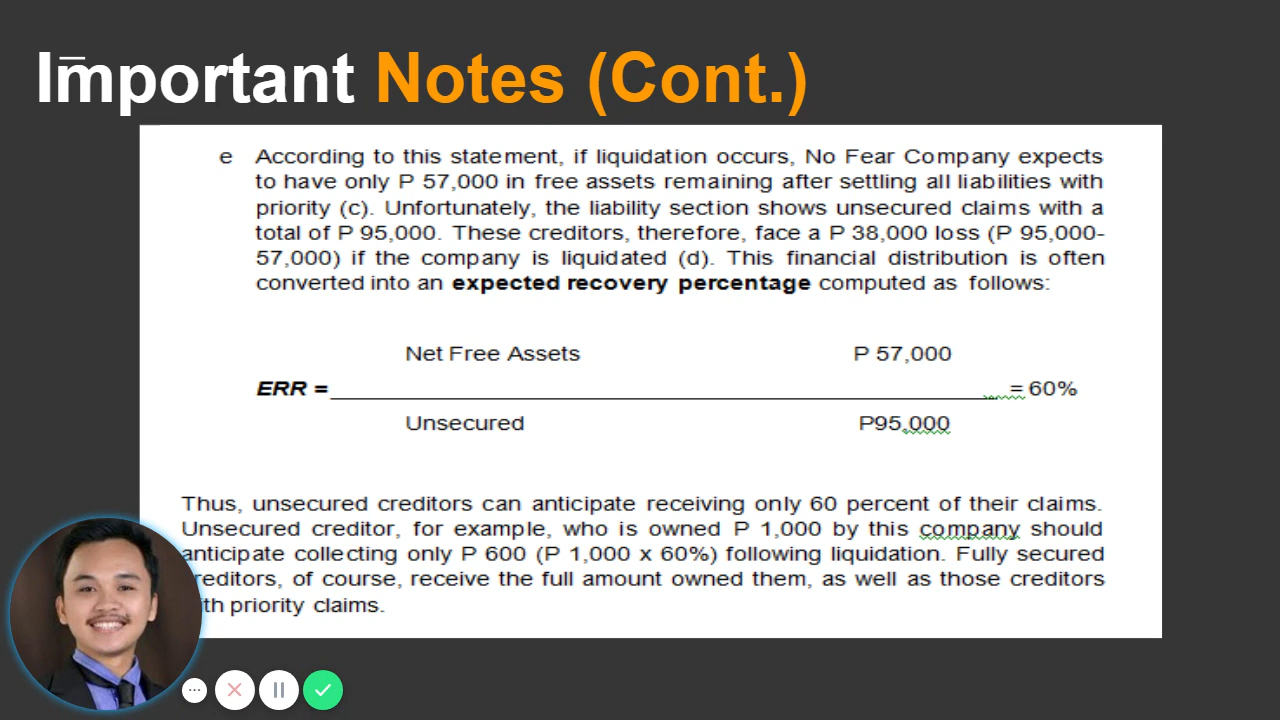 Important Notes (Cont.)
e According to this statement, if liquidation occurs, No Fear Company expects
to have only P 57,000 in free assets remaining after settling all liabilities with
priority (c). Unfortunately, the liability section shows unsecured claims with a
total of P 95,000. These creditors, therefore, face a P 38,000 loss (P 95,000-
57,000) if the company is liquidated (d). This financial distribution is often
converted into an expected recovery percentage computed as follows:
Net Free Assets P 57,000
ERR = = 60%
Unsecured P95,000
Thus, unsecured creditors can anticipate receiving only 60 percent of their claims.
Unsecured creditor, for example, who is owned P 1,000 by this company should
anticipate collecting only P 600 (P 1,000 x 60%) following liquidation. Fully secured
reditors, of course, receive the full amount owned them, as well as those creditors
th priority claims.